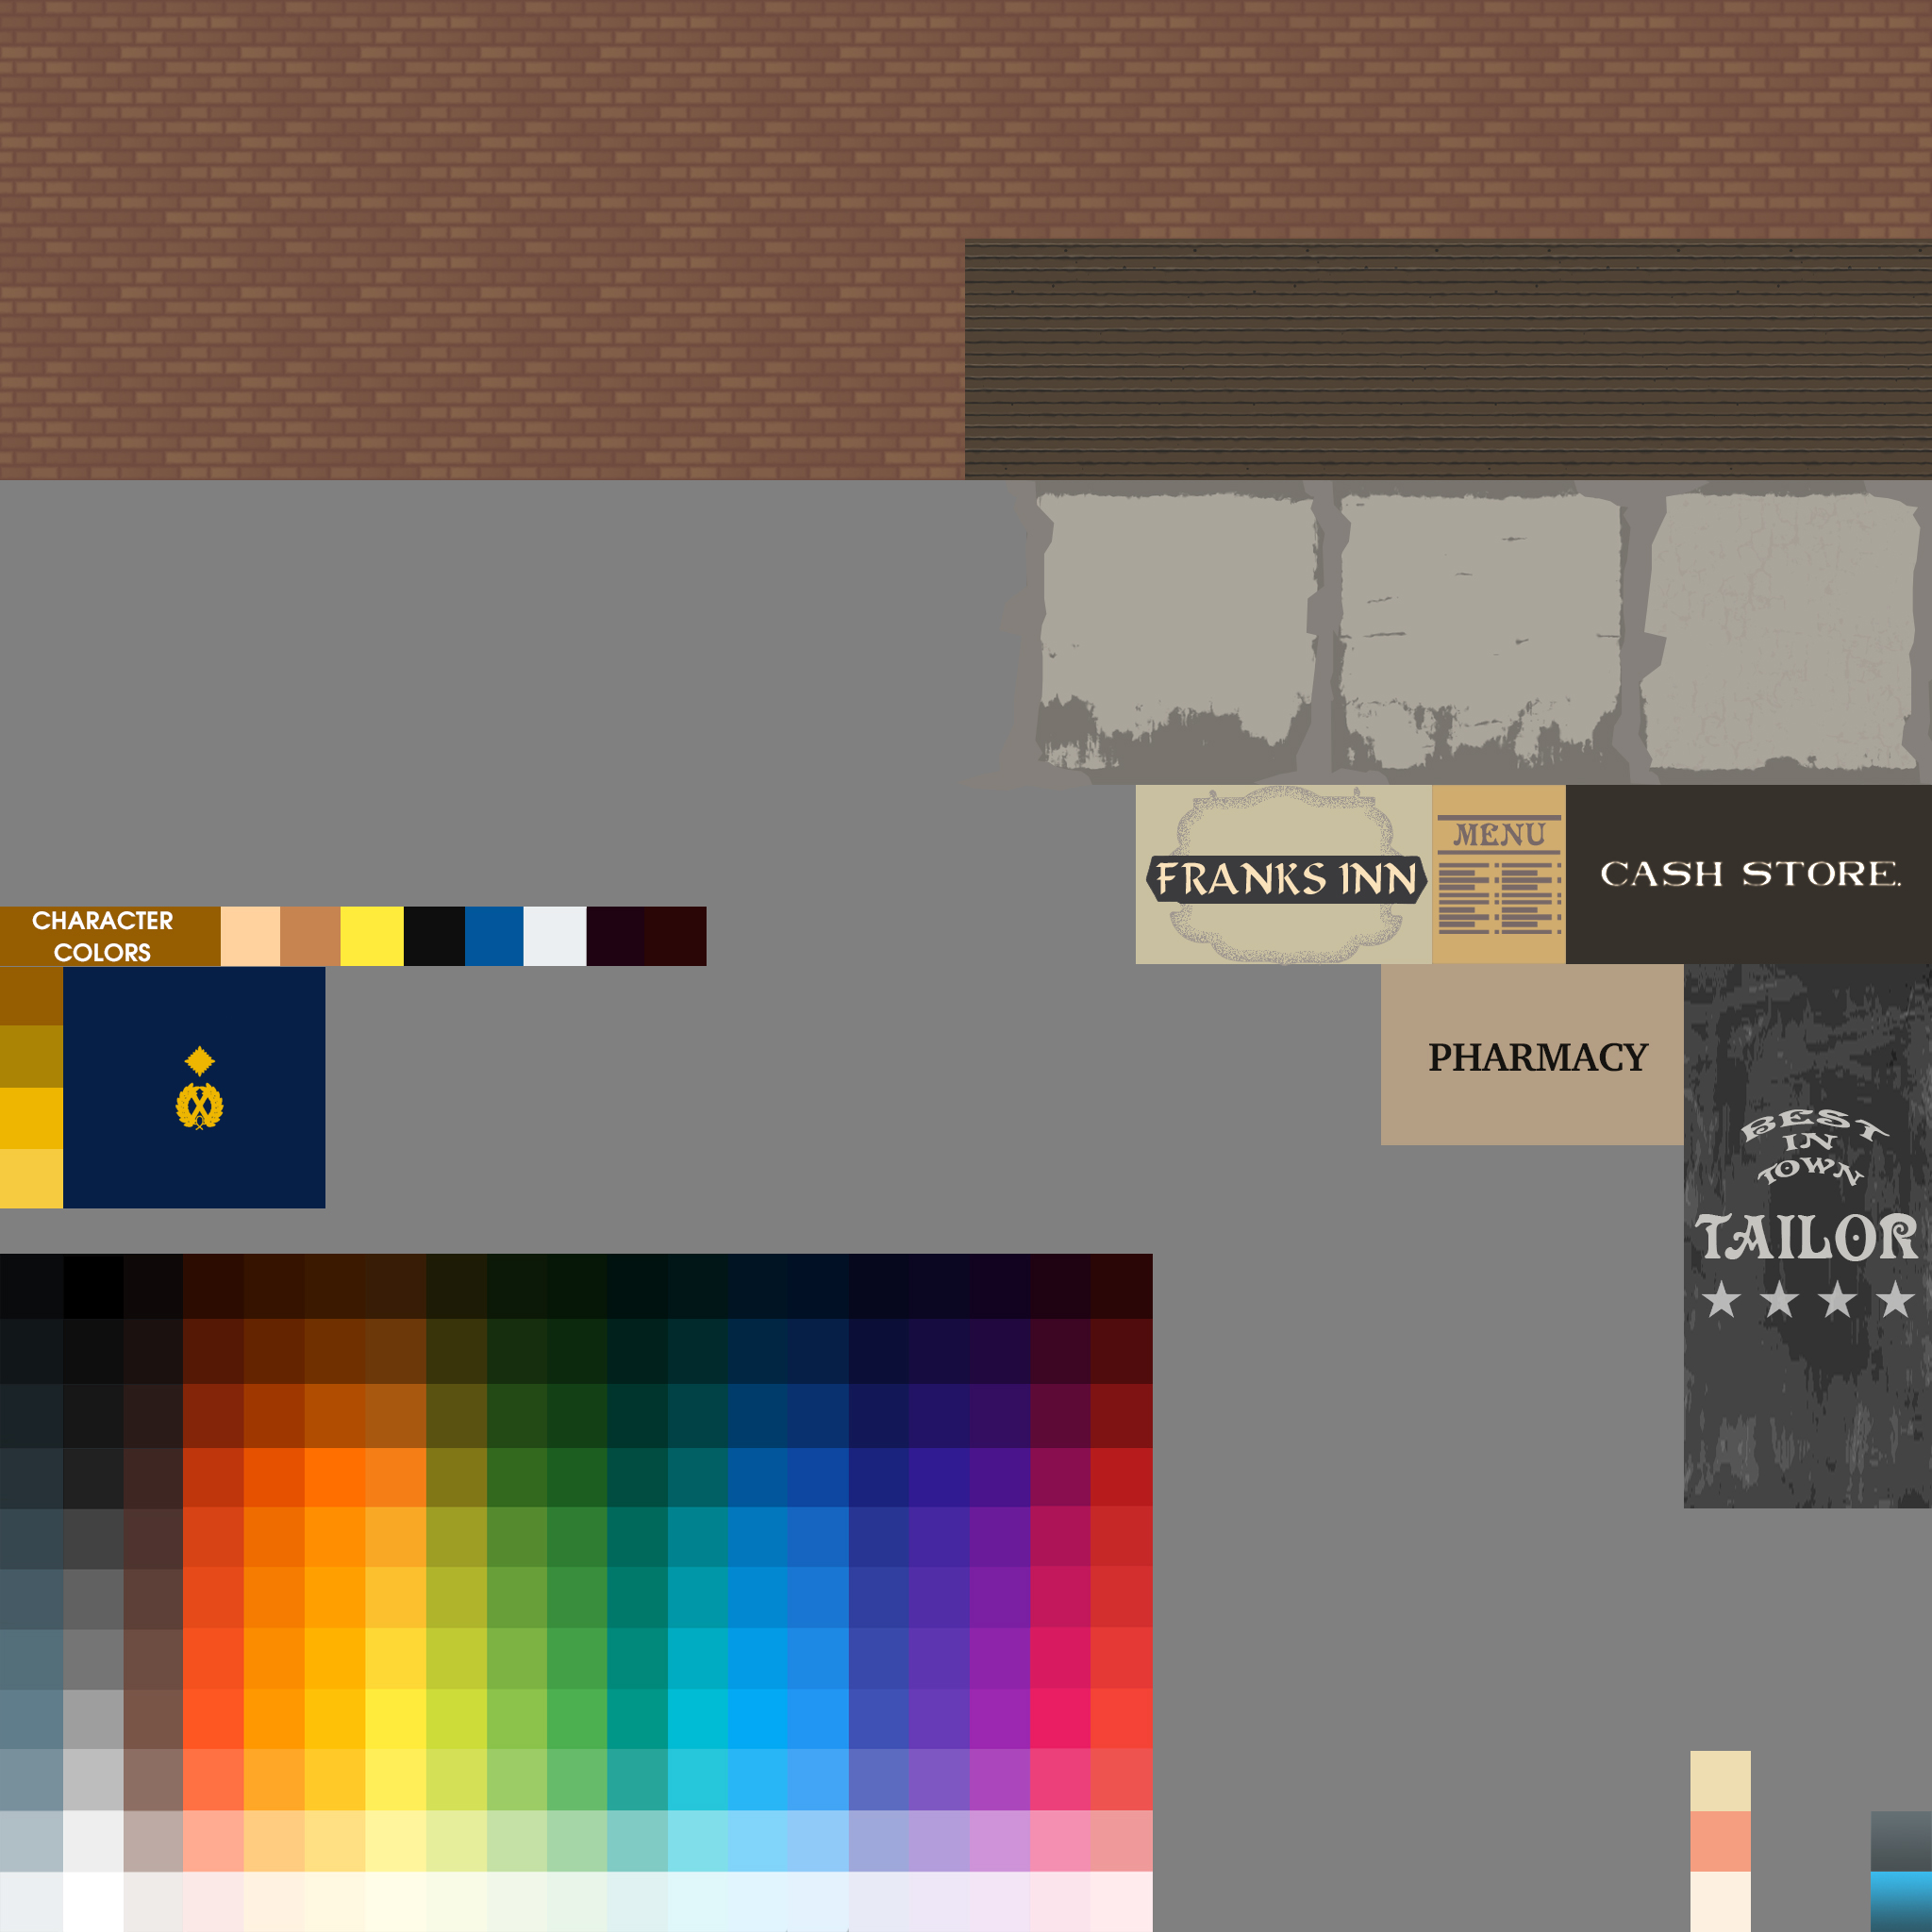 FRANKS INN
MENU
CASH STORE.
CHARACTER
COLORS
PHARMACY
BEST
IN
TOWN
TAILOR